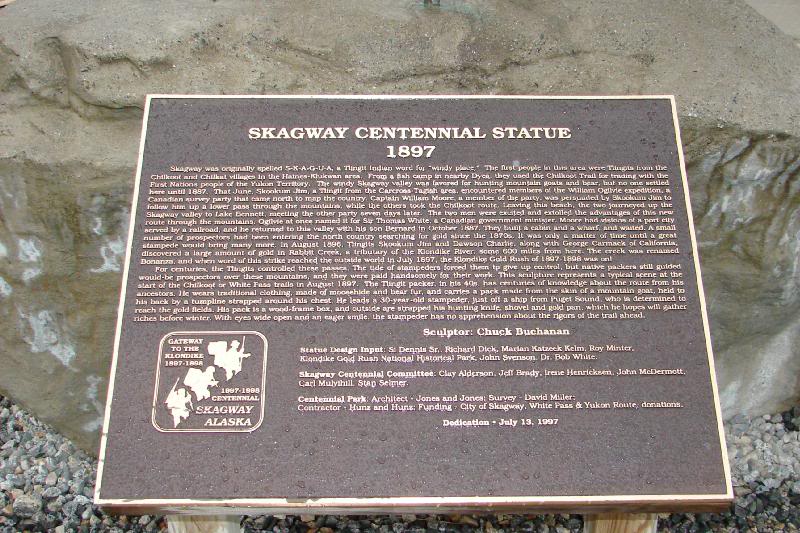 SKAGWAY CENTENNIAL STATUE
1897
Skagway was originally spelled S-K-A-G-U-A, a Tlingit Indian word for "windy place." The first people in this area were Tlingits from the
Chilkoot and Chilkat villages in the Haines-Klukwan area. From a fish camp in nearby Dyea, they used the Chilkoot Trail for trading with the
First Nations people of the Yukon Territory. The windy Skagway valley was favored for hunting mountain goats and bear, but no one settled
here until 1887. That June, Skookum Jim, a Tlingit from the Carcross-Tagish area, encountered members of the William Ogilvie expedition, a
Canadian survey party that came north to map the country. Captain William Moore, a member of the party, was persuaded by Skookum Jim to
follow him up a lower pass through the mountains, while the others took the Chilkoot route. Leaving this beach, the two journeyed up the
Skagway valley to Lake Bennett, meeting the other party seven days later. The two men were excited and extolled the advantages of this new
route through the mountains. Ogilvie at once named it for Sir Thomas White, a Canadian government minister. Moore had visions of a port city
served by a railroad, and he returned to this valley with his son Bernard in October 1887. They built a cabin and a wharf, and waited. A small
number of prospectors had been entering the north country searching for gold since the 1870s. It was only a matter of time until a great
stampede would bring many more. In August 1896, Tlingits Skookum Jim and Dawson Charlie, along with George Carmack of California,
discovered a large amount of gold in Rabbit Creek, a tributary of the Klondike River some 600 miles from here. The creek was renamed
Bonanza, and when word of this strike reached the outside world in July 1897, the Klondike Gold Rush of 1897-1898 was on!
For centuries, the Tlingits controlled these passes. The tide of stampeders forced them to give up control, but native packers still guided
would-be prospectors over these mountains, and they were paid handsomely for their work. This sculpture represents a typical scene at the
start of the Chilkoot or White Pass trails in August 1897. The Tlingit packer, in his 40s, has centuries of knowledge about the route from his
ancestors. He wears traditional clothing, made of moosehide and bear fur, and carries a pack made from the skin of a mountain goat, held to
his back by a tumpline strapped around his chest. He leads a 30-year-old stampeder, just off a ship from Puget Sound, who is determined to
reach the gold fields. His pack is a wood-frame box, and outside are strapped his hunting knife, shovel and gold pan, which he hopes will gather
riches before winter. With eyes wide open and an eager smile, the stampeder has no apprehension about the rigors of the trail ahead.
Sculptor: Chuck Buchanan
GATEWAY
TO THE
KLONDIKE
1897-1898
1897-1998
CENTENNIAL
SKAGWAY
ALASKA
Statue Design Input: Si Dennis Sr., Richard Dick, Marian Katzeek Kelm, Roy Minter,
Klondike Gold Rush National Historical Park, John Svenson, Dr. Bob White.
Skagway Centennial Committee: Clay Alderson, Jeff Brady, Irene Henricksen, John McDermott,
Carl Mulvihill, Stan Selmer.
Centennial Park: Architect - Jones and Jones; Survey - David Miller;
Contractor - Hunz and Hunz; Funding - City of Skagway, White Pass & Yukon Route, donations.
Dedication - July 13, 1997